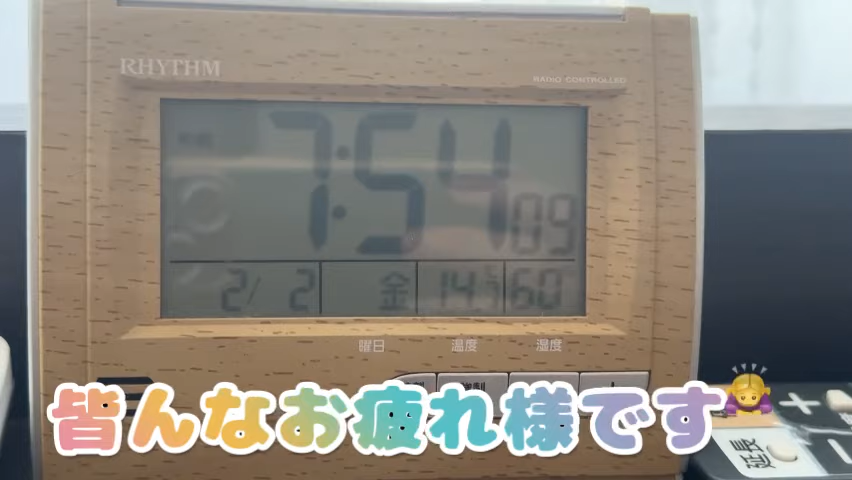 RHYTHM
RADIO CONTROLLED
7:54 09
2/2 金 14. 60
曜日 温度 湿度
皆んなお疲れ様です🙇
+
延長
−